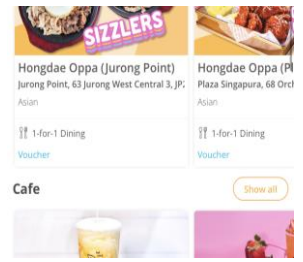 SIZZLERS
Hongdae Oppa (Jurong Point)
Jurong Point, 63 Jurong West Central 3, JP2
Asian
1-for-1 Dining
Voucher
Hongdae Oppa (Pl
Plaza Singapura, 68 Orch
Asian
1-for-1 Dining
Voucher
Cafe
Show all